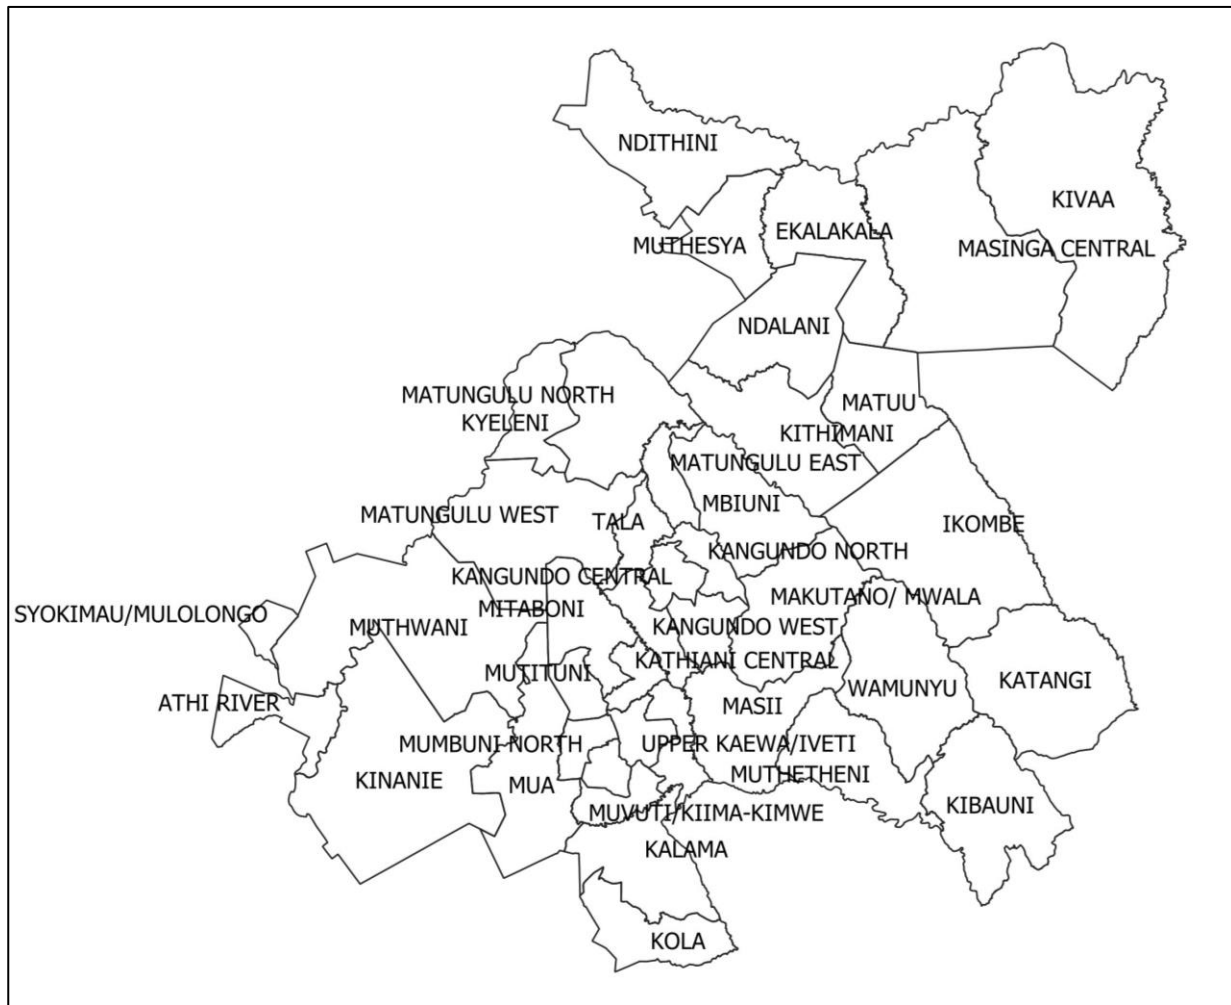 NDITHINI
KIVAA
EKALAKALA
MUTHESYA
MASINGA CENTRAL
NDALANI
MATUNGULU NORTH
MATUU
KYELENI
KITHIMANI
MATUNGULU EAST
MBIUNI
MATUNGULU WEST
TALA
IKOMBE
KANGUNDO NORTH
KANGUNDO CENTRAL
MAKUTANO/ MWALA
MITABONI
SYOKIMAU/MULOLONGO
MUTHWANI
KANGUNDO WEST
KATHIANI CENTRAL
MUTITUNI
KATANGI
WAMUNYU
ATHI RIVER
MASII
MUMBUNI NORTH
UPPER KAEWA/IVETI
MUTHETHENI
KINANIE
MUA
KIBAUNI
MUVUTI/KIIMA-KIMWE
KALAMA
KOLA